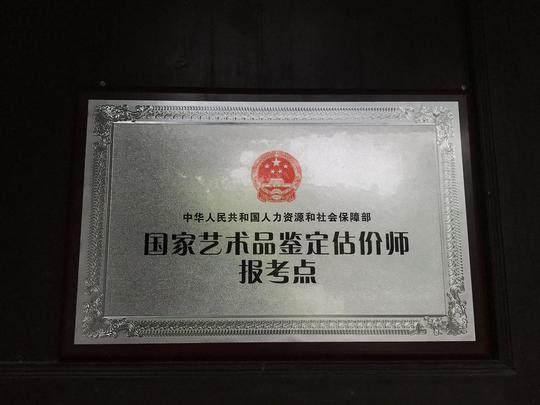 中华人民共和国人力资源和社会保障部
国家艺术品鉴定估价师
报考点